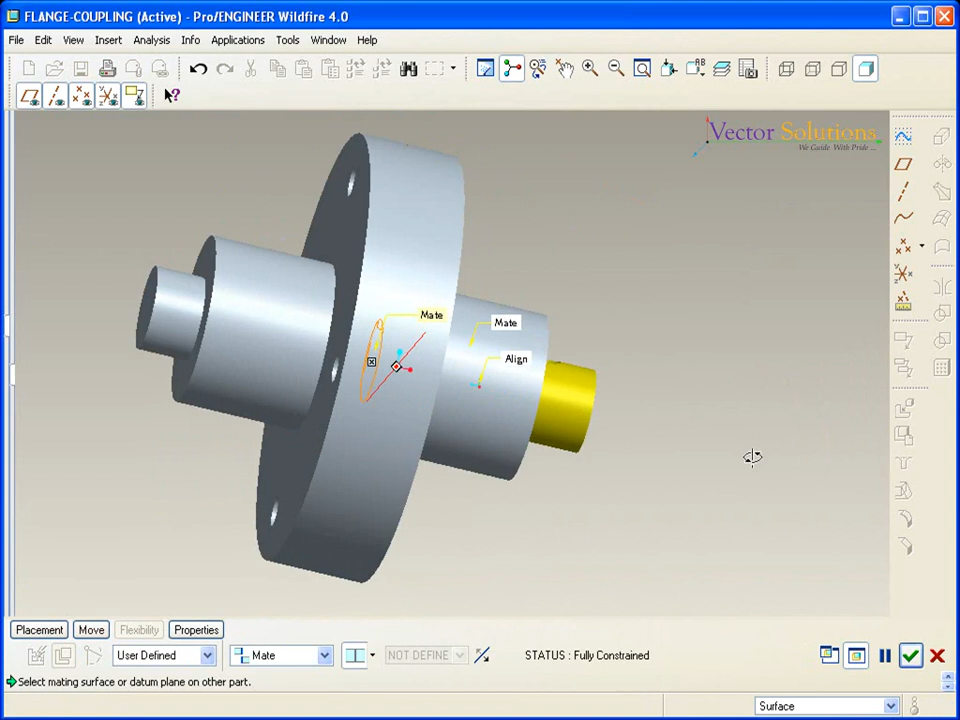 FLANGE-COUPLING (Active) - Pro/ENGINEER Wildfire 4.0
File Edit View Insert Analysis Info Applications Tools Window Help
Vector Solutions
We Guide With Pride ...
Mate
Mate
Align
Placement Move Flexibility Properties
User Defined Mate NOT DEFINE STATUS : Fully Constrained
Select mating surface or datum plane on other part.
Surface